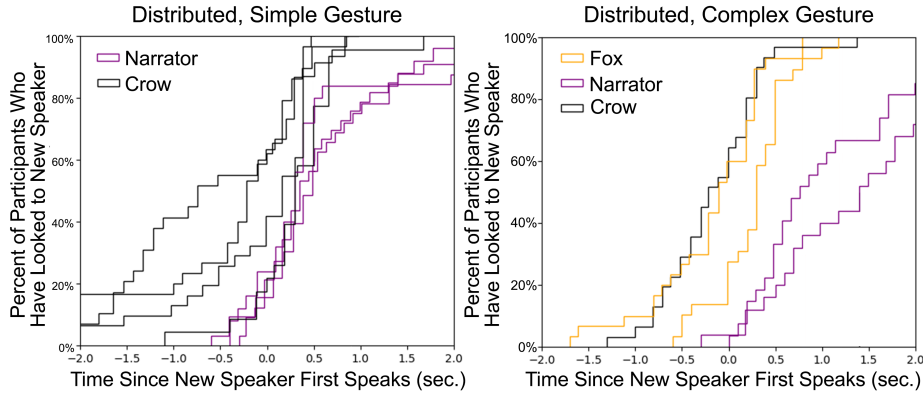 Distributed, Simple Gesture
Percent of Participants Who
Have Looked to New Speaker
100%
80%
60%
40%
20%
0%
Narrator
Crow
−2.0 −1.5 −1.0 −0.5 0.0 0.5 1.0 1.5 2.0
Time Since New Speaker First Speaks (sec.)
Distributed, Complex Gesture
Percent of Participants Who
Have Looked to New Speaker
100%
80%
60%
40%
20%
0%
Fox
Narrator
Crow
−2.0 −1.5 −1.0 −0.5 0.0 0.5 1.0 1.5 2.0
Time Since New Speaker First Speaks (sec.)